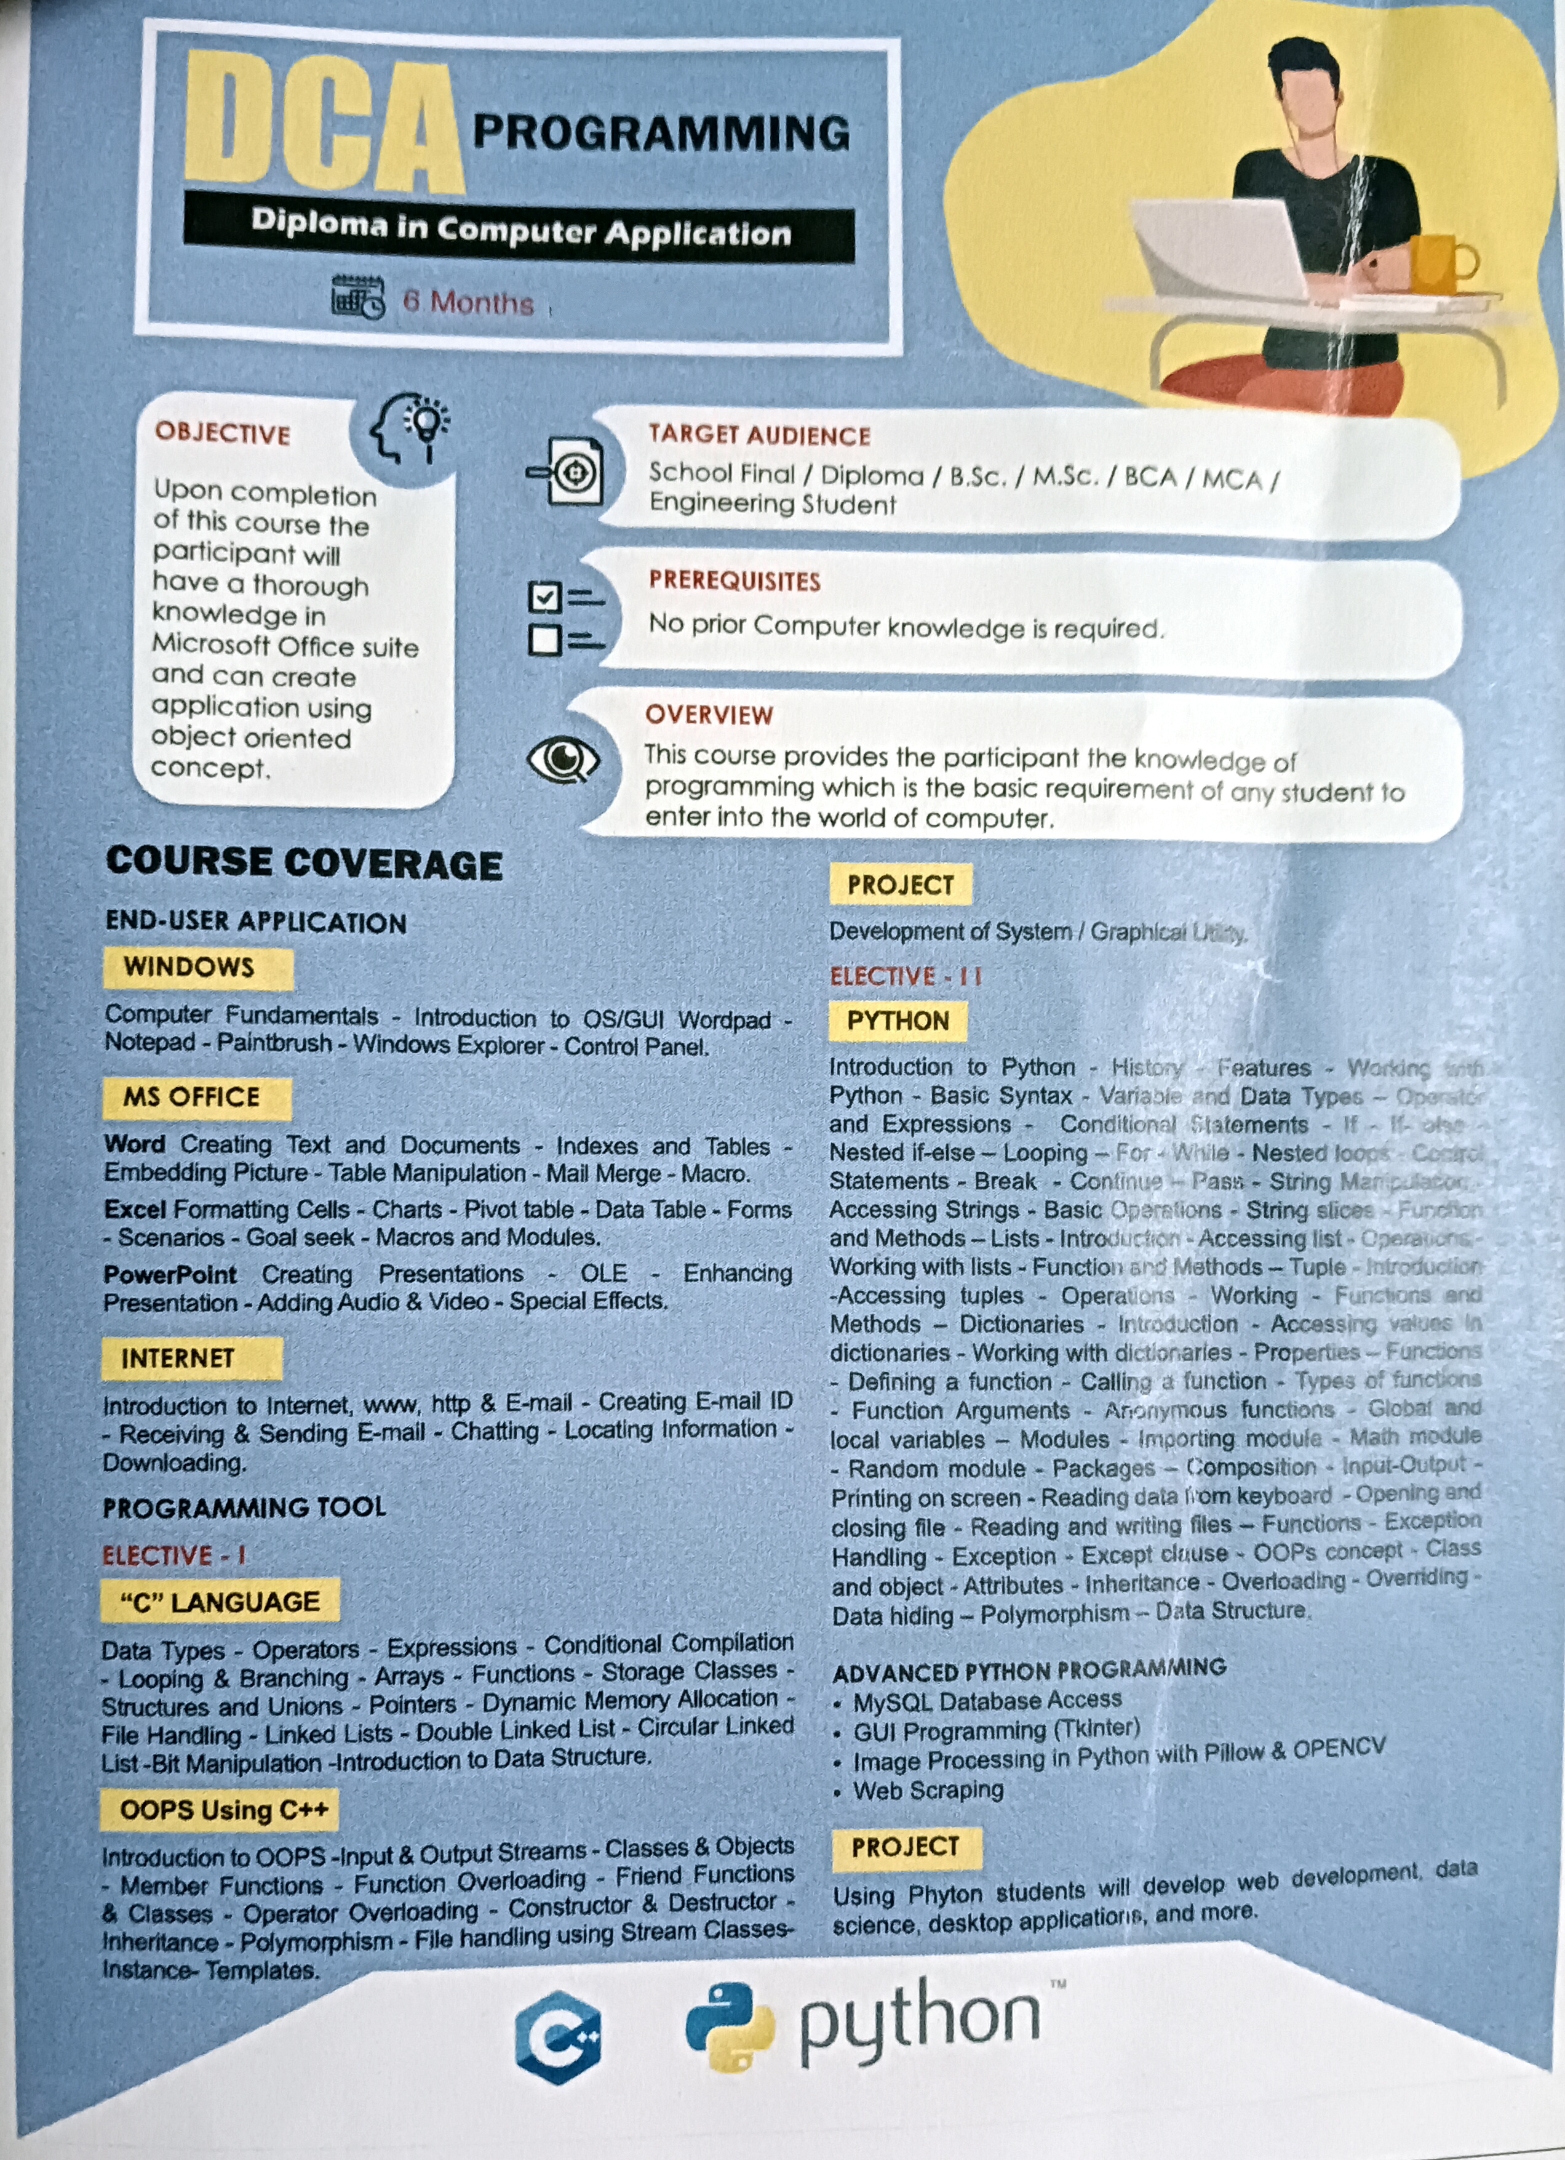 DCA PROGRAMMING
Diploma in Computer Application
6 Months
OBJECTIVE
Upon completion
of this course the
participant will
have a thorough
knowledge in
Microsoft Office suite
and can create
application using
object oriented
concept.
TARGET AUDIENCE
School Final / Diploma / B.Sc. / M.Sc. / BCA / MCA /
Engineering Student
PREREQUISITES
No prior Computer knowledge is required.
OVERVIEW
This course provides the participant the knowledge of
programming which is the basic requirement of any student to
enter into the world of computer.
COURSE COVERAGE
END-USER APPLICATION
WINDOWS
Computer Fundamentals - Introduction to OS/GUI Wordpad -
Notepad - Paintbrush - Windows Explorer - Control Panel.
MS OFFICE
Word Creating Text and Documents - Indexes and Tables -
Embedding Picture - Table Manipulation - Mail Merge - Macro.
Excel Formatting Cells - Charts - Pivot table - Data Table - Forms
- Scenarios - Goal seek - Macros and Modules.
PowerPoint Creating Presentations - OLE - Enhancing
Presentation - Adding Audio & Video - Special Effects.
INTERNET
Introduction to Internet, www, http & E-mail - Creating E-mail ID
- Receiving & Sending E-mail - Chatting - Locating Information -
Downloading.
PROGRAMMING TOOL
ELECTIVE - I
“C” LANGUAGE
Data Types - Operators - Expressions - Conditional Compilation
- Looping & Branching - Arrays - Functions - Storage Classes -
Structures and Unions - Pointers - Dynamic Memory Allocation -
File Handling - Linked Lists - Double Linked List - Circular Linked
List -Bit Manipulation -Introduction to Data Structure.
OOPS Using C++
Introduction to OOPS -Input & Output Streams - Classes & Objects
- Member Functions - Function Overloading - Friend Functions
& Classes - Operator Overloading - Constructor & Destructor -
Inheritance - Polymorphism - File handling using Stream Classes-
Instance- Templates.
PROJECT
Development of System / Graphical Utility.
ELECTIVE - I I
PYTHON
Introduction to Python - History - Features - Working with
Python - Basic Syntax - Variable and Data Types – Operator
and Expressions - Conditional Statements - If - If- else -
Nested if-else – Looping – For - While - Nested loops - Control
Statements - Break - Continue – Pass - String Manipulation -
Accessing Strings - Basic Operations - String slices - Function
and Methods – Lists - Introduction - Accessing list - Operations -
Working with lists - Function and Methods – Tuple - Introduction
-Accessing tuples - Operations - Working - Functions and
Methods – Dictionaries - Introduction - Accessing values in
dictionaries - Working with dictionaries - Properties – Functions
- Defining a function - Calling a function - Types of functions
- Function Arguments - Anonymous functions - Global and
local variables – Modules - Importing module - Math module
- Random module - Packages – Composition - Input-Output -
Printing on screen - Reading data from keyboard - Opening and
closing file - Reading and writing files – Functions - Exception
Handling - Exception - Except clause - OOPs concept - Class
and object - Attributes - Inheritance - Overloading - Overriding -
Data hiding – Polymorphism – Data Structure.
ADVANCED PYTHON PROGRAMMING
• MySQL Database Access
• GUI Programming (TkInter)
• Image Processing in Python with Pillow & OPENCV
• Web Scraping
PROJECT
Using Phyton students will develop web development, data
science, desktop applications, and more.
C++
python™